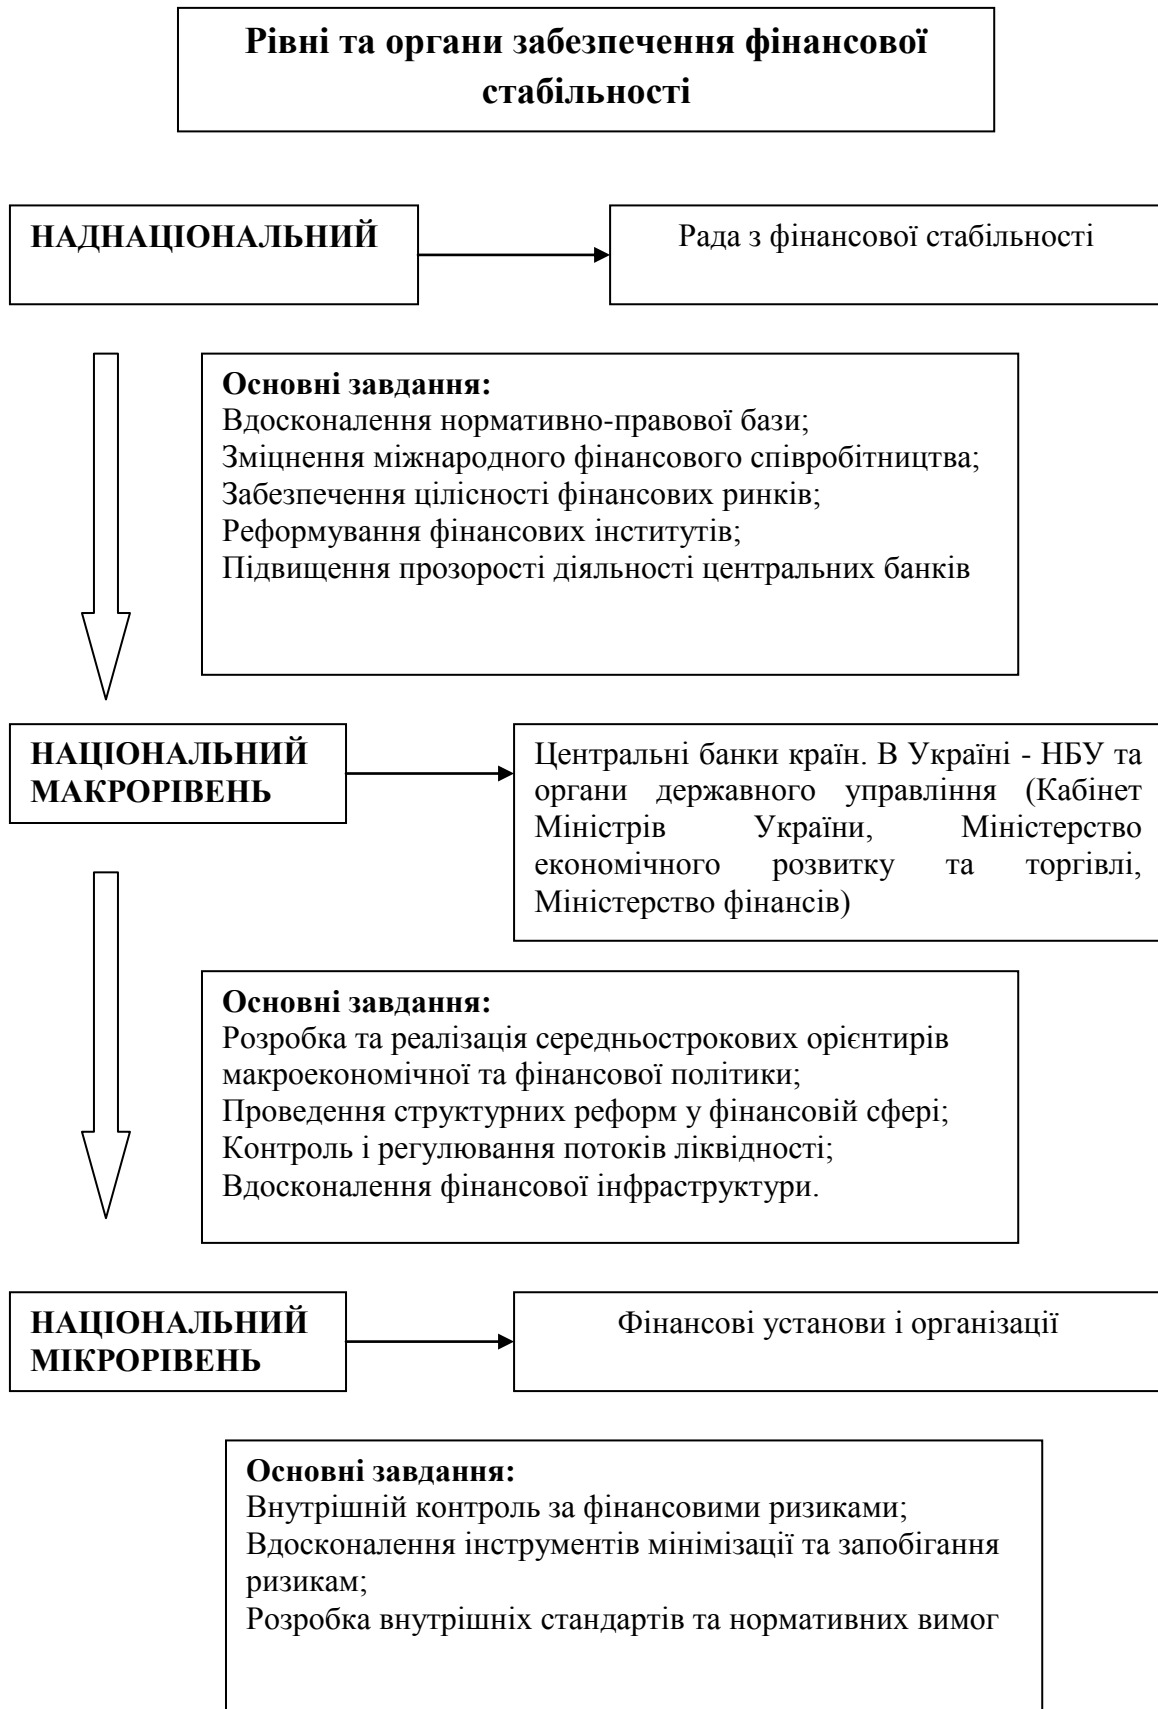 Рівні та органи забезпечення фінансової
стабільності
НАДНАЦІОНАЛЬНИЙ
Рада з фінансової стабільності
Основні завдання:
Вдосконалення нормативно-правової бази;
Зміцнення міжнародного фінансового співробітництва;
Забезпечення цілісності фінансових ринків;
Реформування фінансових інститутів;
Підвищення прозорості діяльності центральних банків
НАЦІОНАЛЬНИЙ
МАКРОРІВЕНЬ
Центральні банки країн. В Україні - НБУ та
органи державного управління (Кабінет
Міністрів України, Міністерство
економічного розвитку та торгівлі,
Міністерство фінансів)
Основні завдання:
Розробка та реалізація середньострокових орієнтирів
макроекономічної та фінансової політики;
Проведення структурних реформ у фінансовій сфері;
Контроль і регулювання потоків ліквідності;
Вдосконалення фінансової інфраструктури.
НАЦІОНАЛЬНИЙ
МІКРОРІВЕНЬ
Фінансові установи і організації
Основні завдання:
Внутрішній контроль за фінансовими ризиками;
Вдосконалення інструментів мінімізації та запобігання
ризикам;
Розробка внутрішніх стандартів та нормативних вимог